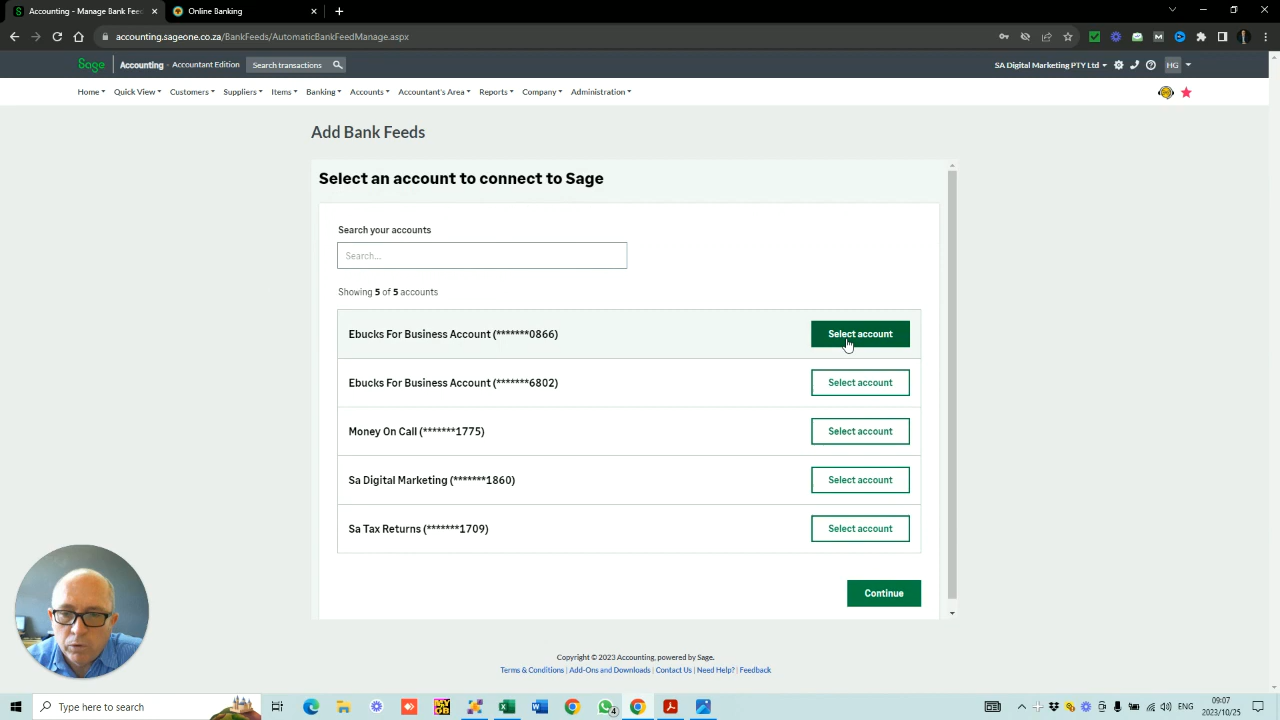 Accounting - Manage Bank Fee
Online Banking
accounting.sageone.co.za/BankFeeds/AutomaticBankFeedManage.aspx
Sage Accounting - Accountant Edition Search transactions SA Digital Marketing PTY Ltd HG
Home Quick View Customers Suppliers Items Banking Accounts Accountant's Area Reports Company Administration
Add Bank Feeds
Select an account to connect to Sage
Search your accounts
Search...
Showing 5 of 5 accounts
Ebucks For Business Account (*******0866) Select account
Ebucks For Business Account (*******6802) Select account
Money On Call (*******1775) Select account
Sa Digital Marketing (*******1860) Select account
Sa Tax Returns (*******1709) Select account
Continue
Copyright © 2023 Accounting, powered by Sage.
Terms & Conditions | Add-Ons and Downloads | Contact Us | Need Help? | Feedback
Type here to search
4
ENG
09:07
2023/10/25